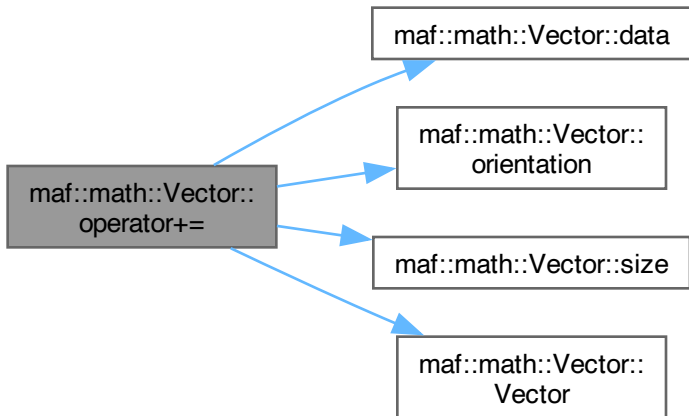 maf::math::Vector::
operator+=
maf::math::Vector::data
maf::math::Vector::
orientation
maf::math::Vector::size
maf::math::Vector::
Vector